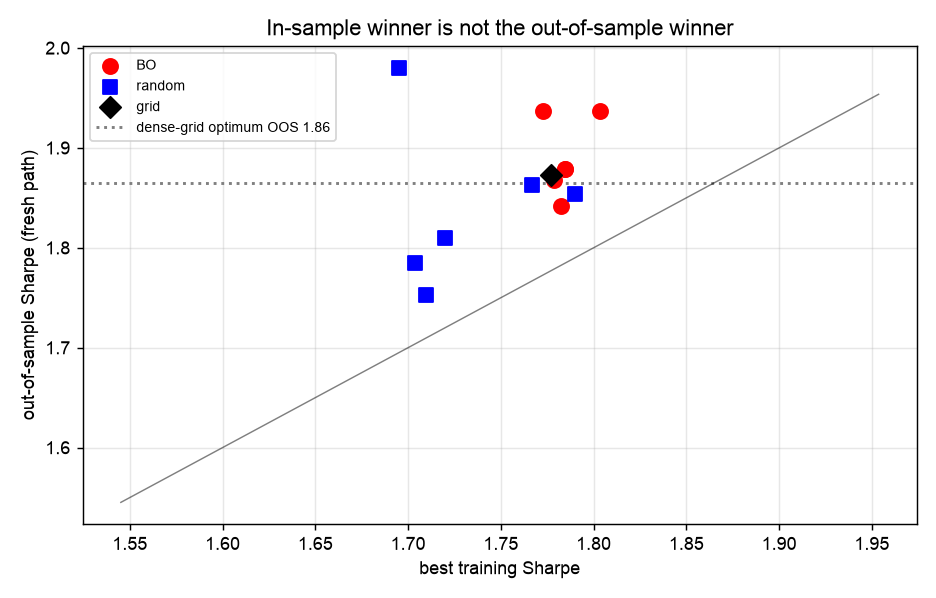 In-sample winner is not the out-of-sample winner
BO
random
grid
dense-grid optimum OOS 1.86
out-of-sample Sharpe (fresh path)
2.0
1.9
1.8
1.7
1.6
1.55
1.60
1.65
1.70
1.75
1.80
1.85
1.90
1.95
best training Sharpe